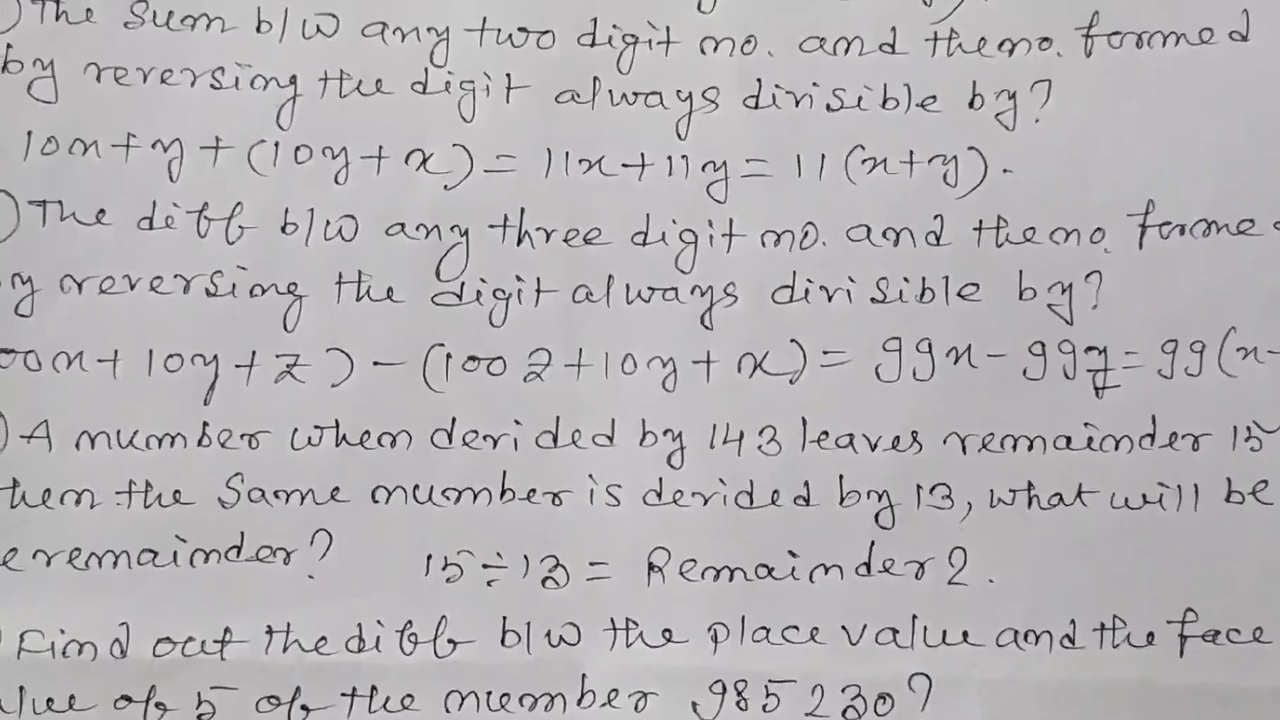 ) The Sum b/w any two digit no. and the no. formed
by reversing the digit always divisible by?
10x+y+(10y+x)=11x+11y=11(x+y).
) The diff b/w any three digit no. and the no. forme
y reversing the digit always divisible by?
00x+10y+z)-(100z+10y+x)=99x-99z=99(x-
) A number when devided by 143 leaves remainder 15
hen the Same number is devided by 13, what will be
e remainder? 15÷13= Remainder 2.
Find out the diff b/w the place value and the face
lue of 5 of the number 985230?